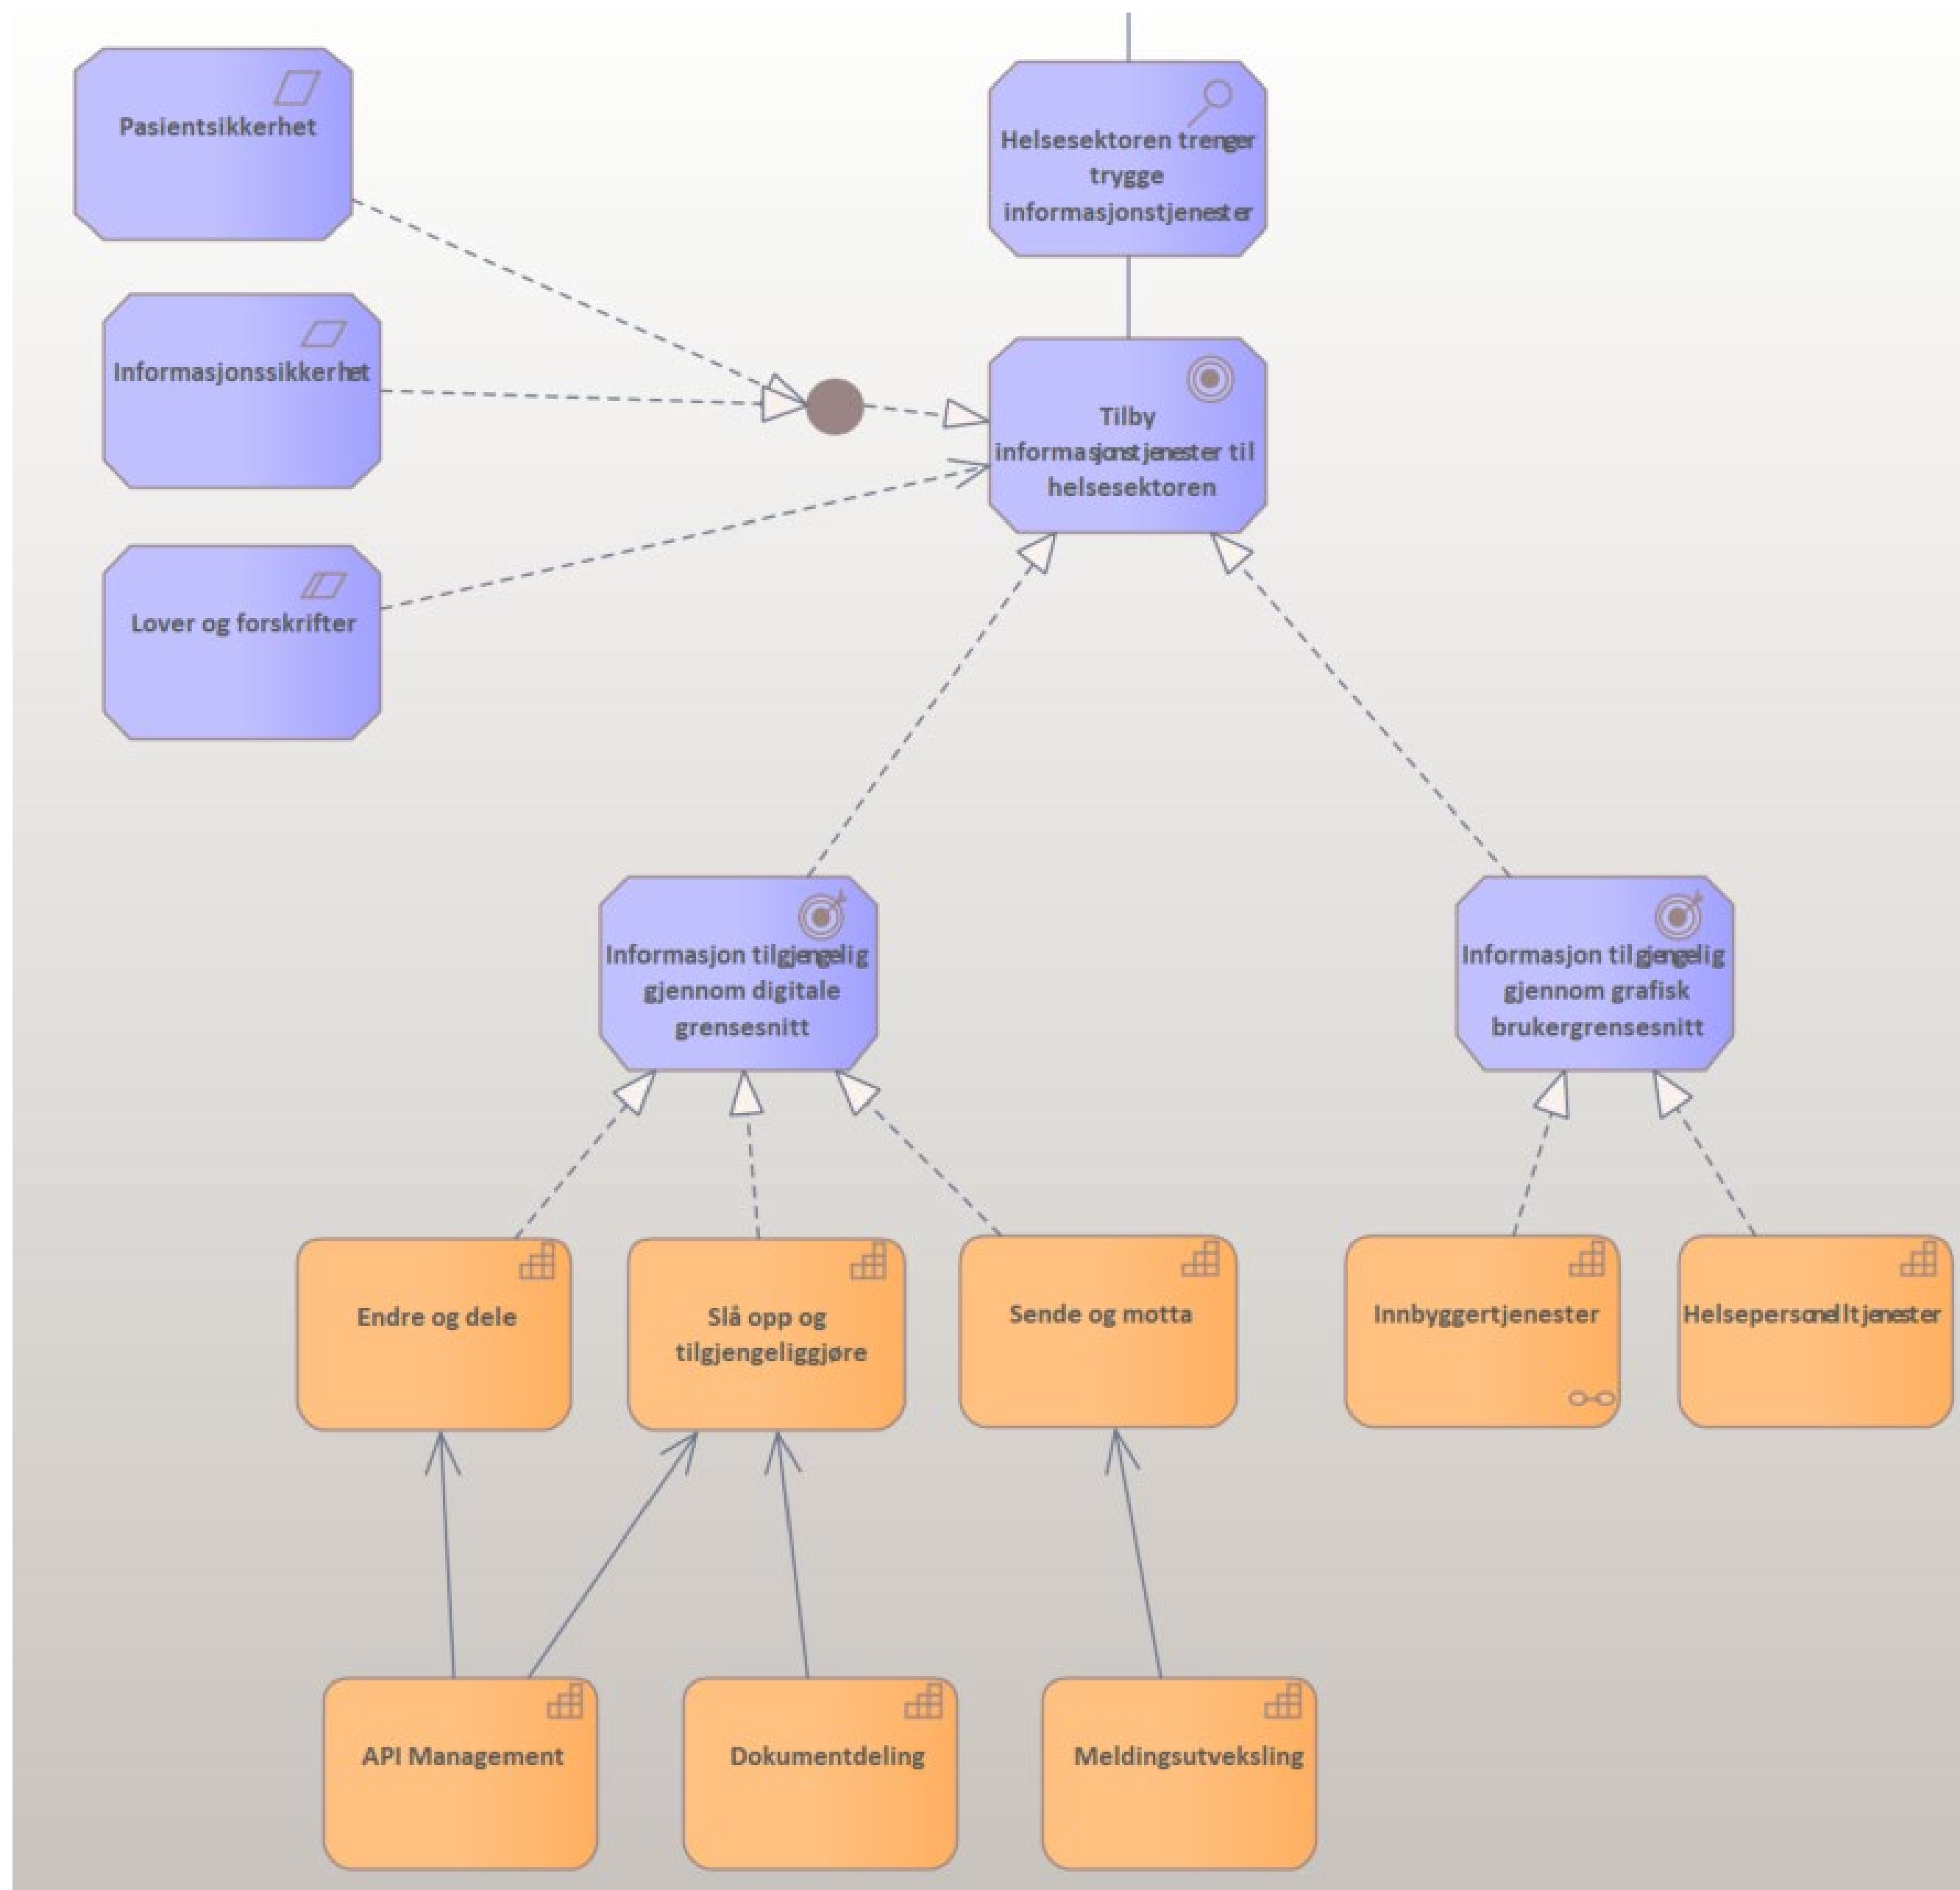 Pasientsikkerhet
Helsesektoren trenger
trygge
informasjonstjenester
Informasjonssikkerhet
Tilby
informasjonstjenester til
helsesektoren
Lover og forskrifter
Informasjon tilgjengelig
gjennom digitale
grensesnitt
Informasjon tilgjengelig
gjennom grafisk
brukergrensesnitt
Endre og dele
Slå opp og
tilgjengeliggjøre
Sende og motta
Innbyggertjenester
Helsepersonelltjenester
API Management
Dokumentdeling
Meldingsutveksling